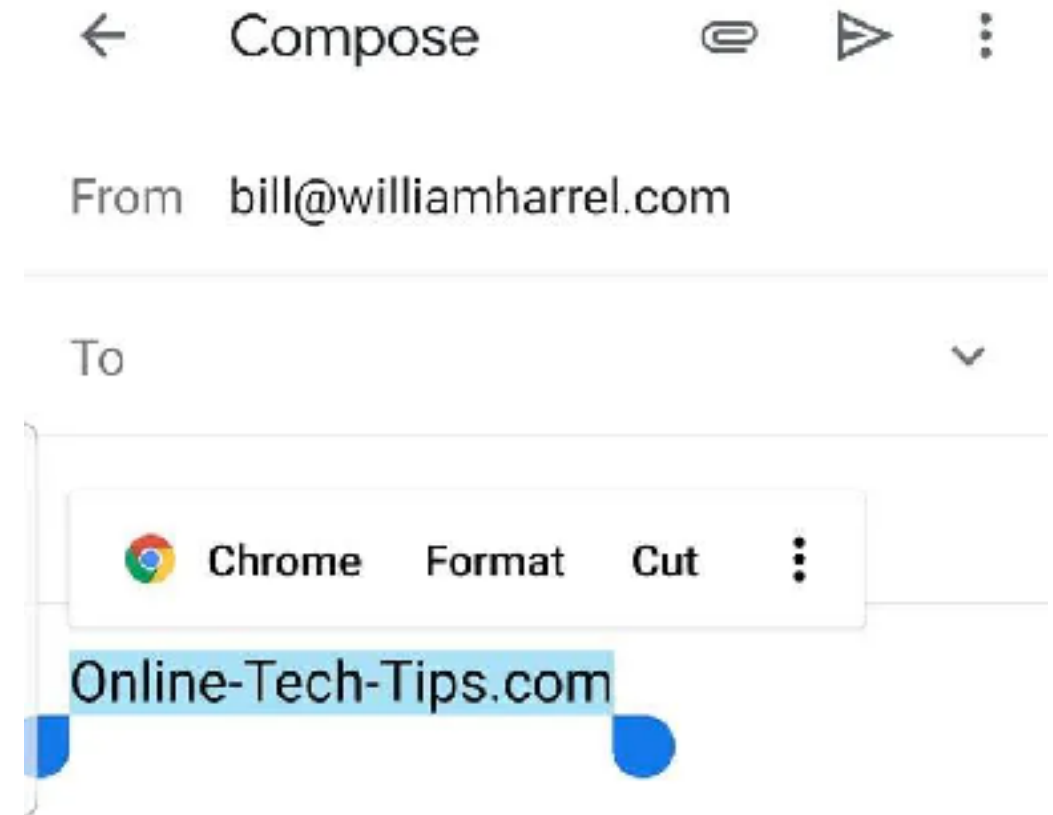 Compose
From bill@williamharrel.com
To
Chrome Format Cut
Online-Tech-Tips.com